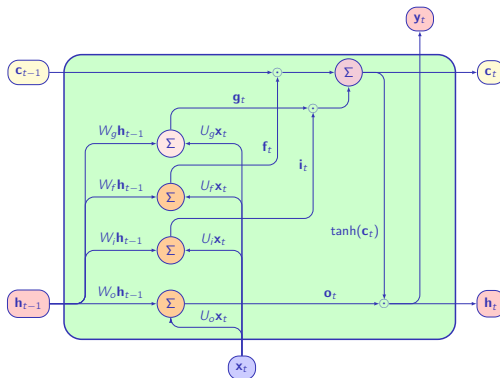 y_t
c_{t−1}
Σ
c_t
g_t
W_g h_{t−1}
U_g x_t
Σ
f_t
i_t
W_f h_{t−1}
U_f x_t
Σ
W_i h_{t−1}
U_i x_t
Σ
tanh(c_t)
h_{t−1}
W_o h_{t−1}
Σ
o_t
h_t
U_o x_t
x_t